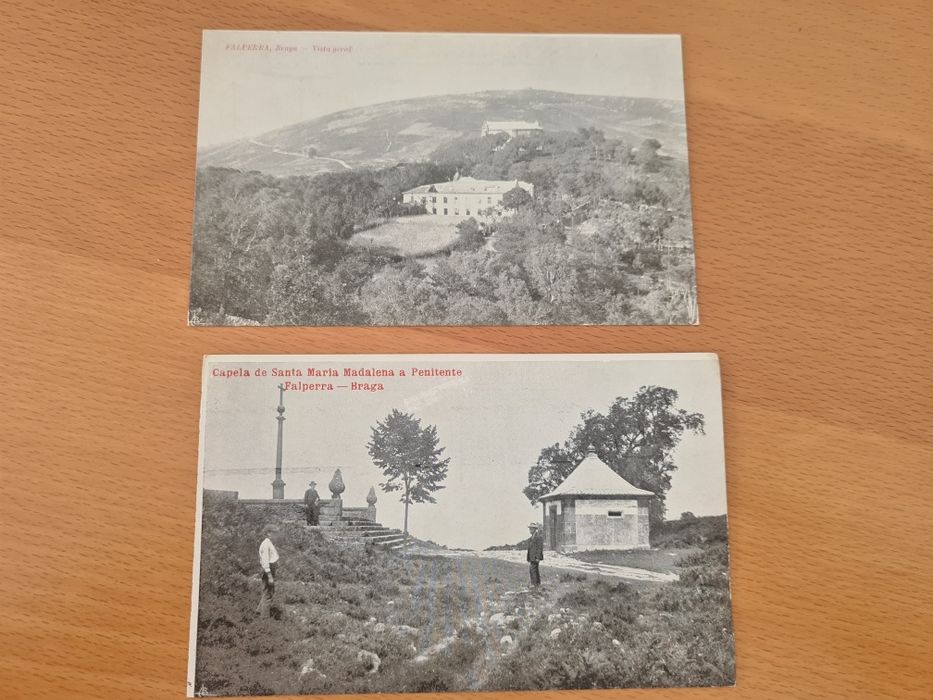 FALPERRA, Braga — Vista geral
Capela de Santa Maria Madalena a Penitente
Falperra — Braga